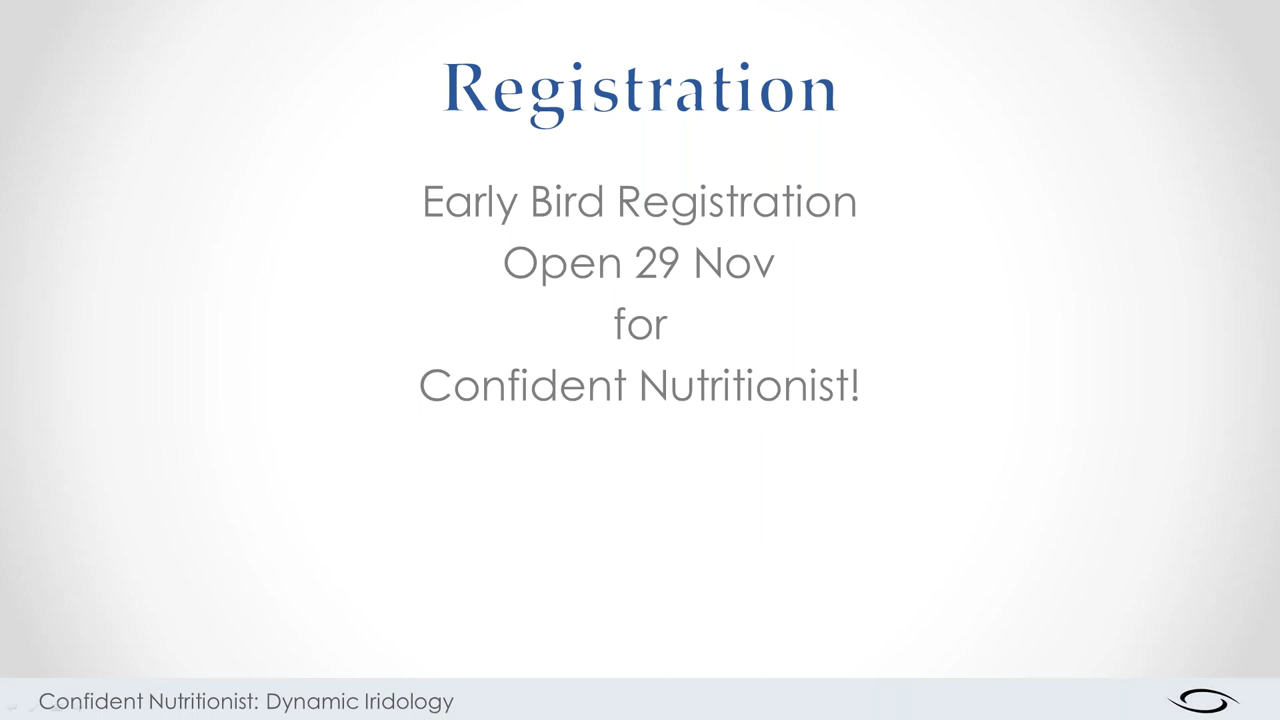 Registration
Early Bird Registration
Open 29 Nov
for
Confident Nutritionist!
Confident Nutritionist: Dynamic Iridology